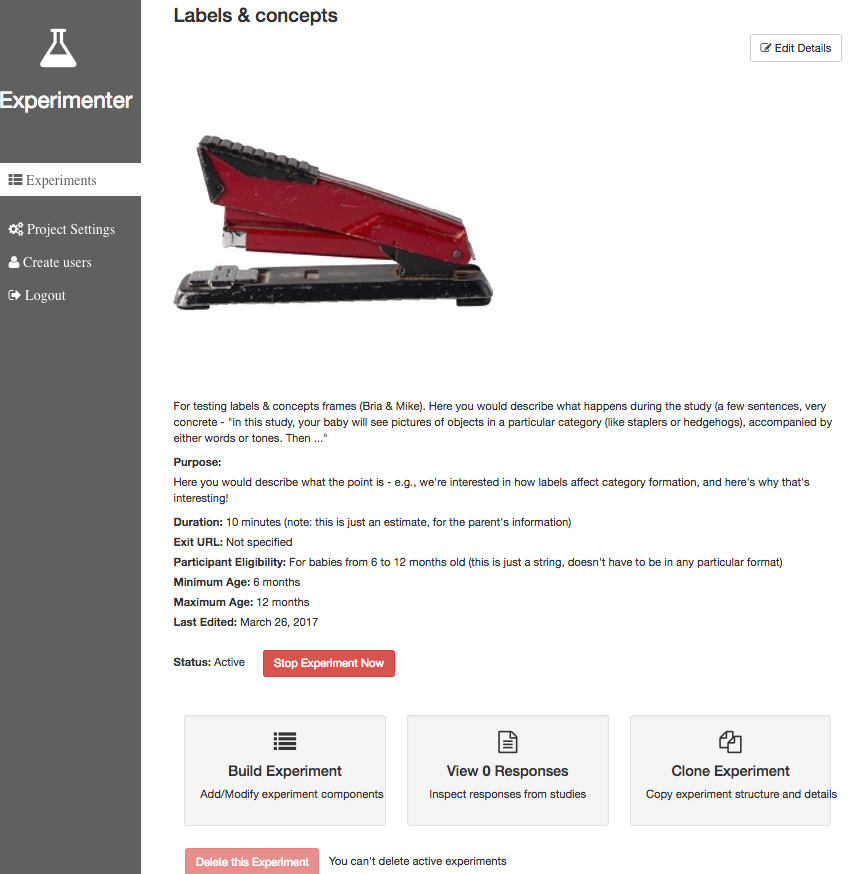 Labels & concepts
Edit Details
Experimenter
Experiments
Project Settings
Create users
Logout
For testing labels & concepts frames (Bria & Mike). Here you would describe what happens during the study (a few sentences, very
concrete - "in this study, your baby will see pictures of objects in a particular category (like staplers or hedgehogs), accompanied by
either words or tones. Then ..."
Purpose:
Here you would describe what the point is - e.g., we're interested in how labels affect category formation, and here's why that's
interesting!
Duration: 10 minutes (note: this is just an estimate, for the parent's information)
Exit URL: Not specified
Participant Eligibility: For babies from 6 to 12 months old (this is just a string, doesn't have to be in any particular format)
Minimum Age: 6 months
Maximum Age: 12 months
Last Edited: March 26, 2017
Status: Active Stop Experiment Now
Build Experiment
Add/Modify experiment components
View 0 Responses
Inspect responses from studies
Clone Experiment
Copy experiment structure and details
Delete this Experiment You can't delete active experiments